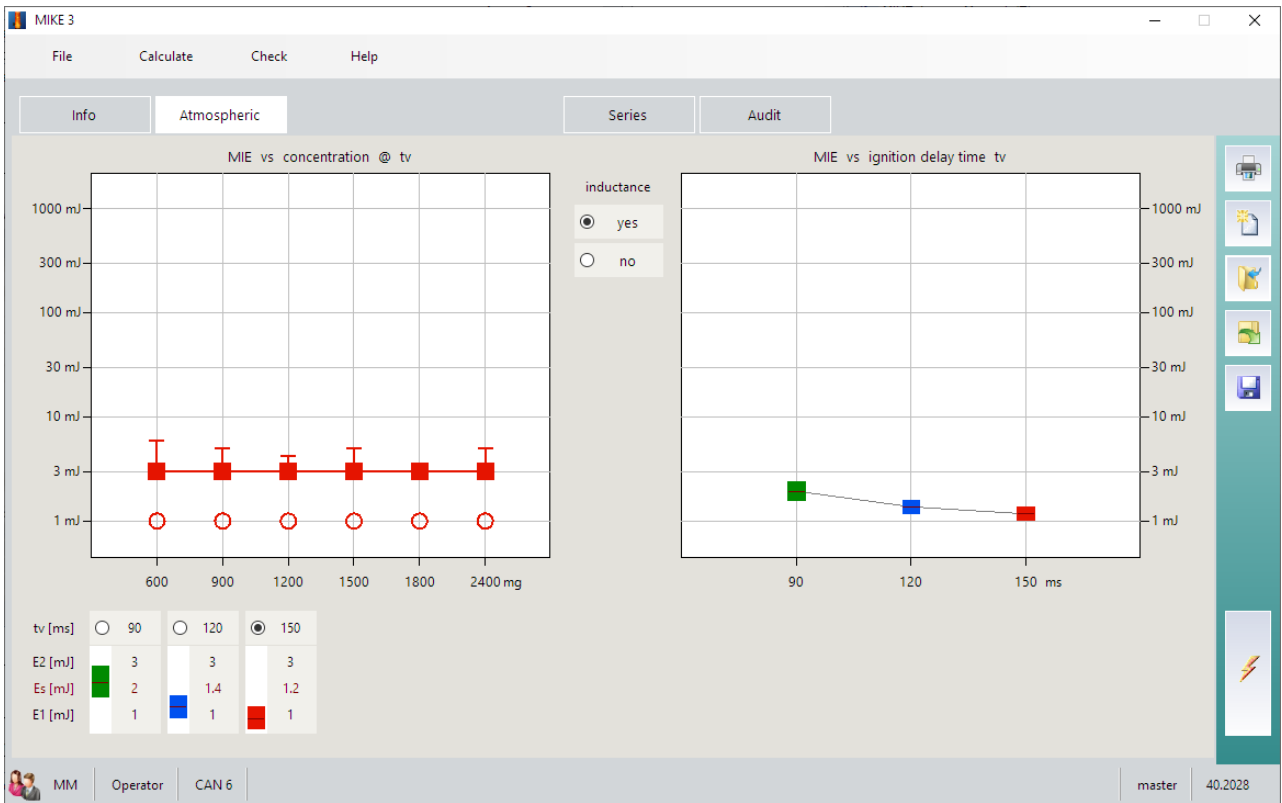 MIKE 3
File Calculate Check Help
Info Atmospheric Series Audit
MIE vs concentration @ tv
1000 mJ
300 mJ
100 mJ
30 mJ
10 mJ
3 mJ
1 mJ
600 900 1200 1500 1800 2400 mg
inductance
yes
no
MIE vs ignition delay time tv
1000 mJ
300 mJ
100 mJ
30 mJ
10 mJ
3 mJ
1 mJ
90 120 150 ms
tv [ms] 90 120 150
E2 [mJ] 3 3 3
Es [mJ] 2 1.4 1.2
E1 [mJ] 1 1 1
MM Operator CAN 6 master 40.2028